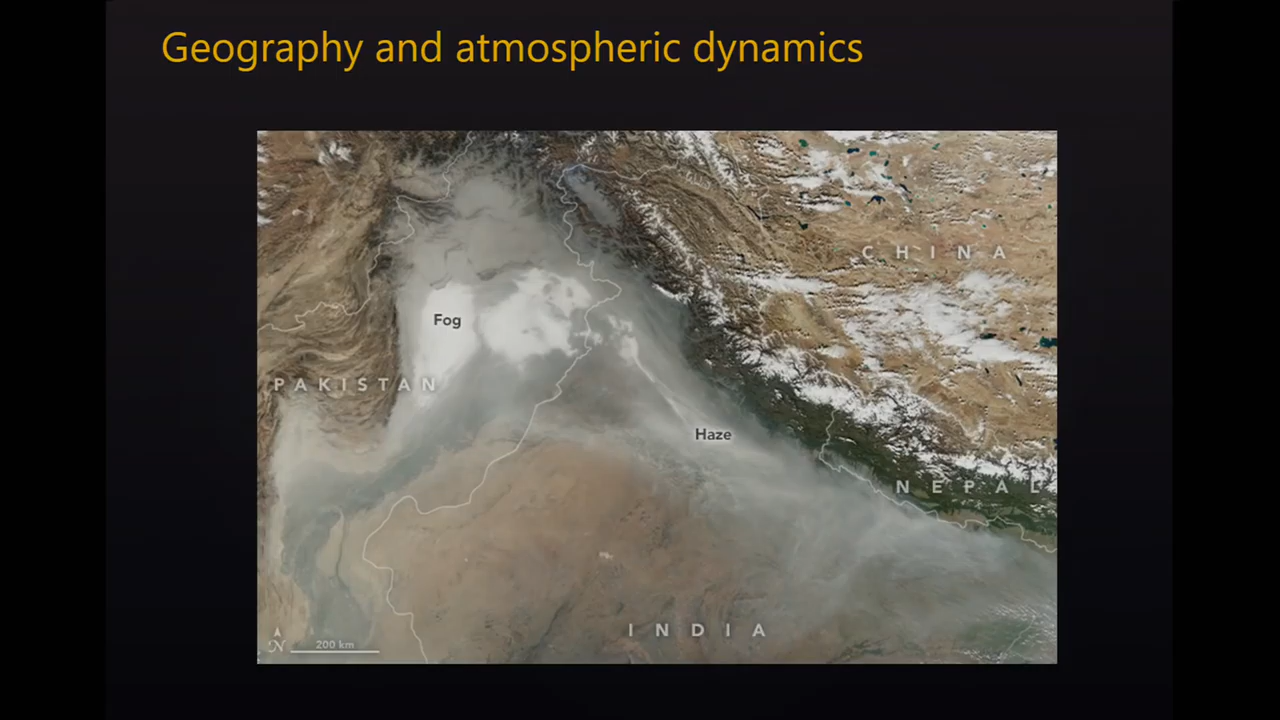 Geography and atmospheric dynamics
CHINA
Fog
PAKISTAN
Haze
NEPAL
INDIA
N
200 km